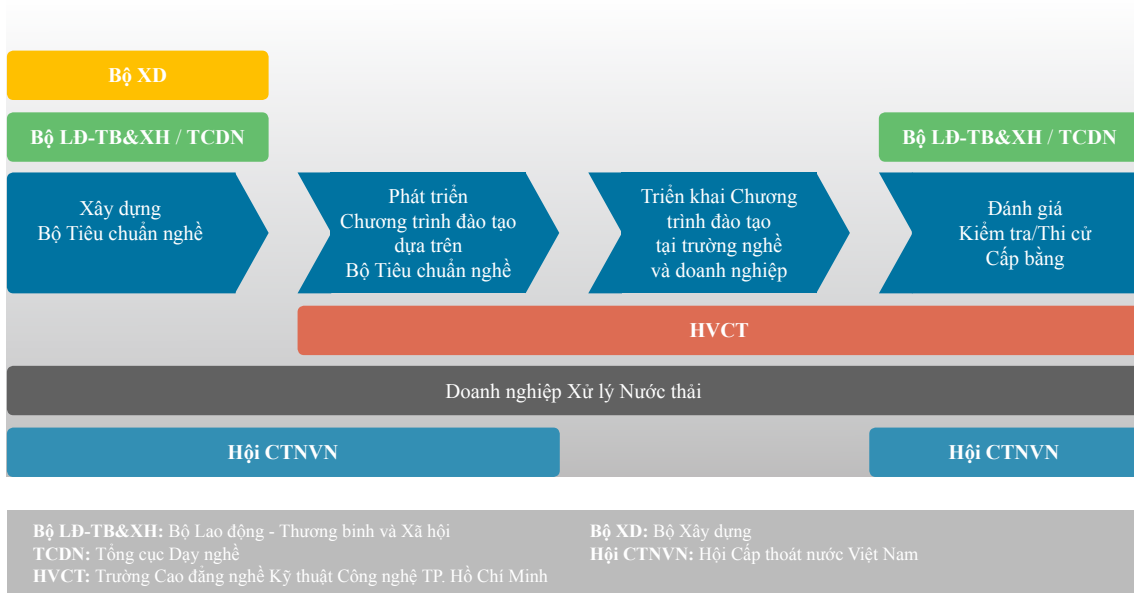 Bộ XD
Bộ LĐ-TB&XH / TCDN
Bộ LĐ-TB&XH / TCDN
Xây dựng
Bộ Tiêu chuẩn nghề
Phát triển
Chương trình đào tạo
dựa trên
Bộ Tiêu chuẩn nghề
Triển khai Chương
trình đào tạo
tại trường nghề
và doanh nghiệp
Đánh giá
Kiểm tra/Thi cử
Cấp bằng
HVCT
Doanh nghiệp Xử lý Nước thải
Hội CTNVN
Hội CTNVN
Bộ LĐ-TB&XH: Bộ Lao động - Thương binh và Xã hội
TCDN: Tổng cục Dạy nghề
HVCT: Trường Cao đẳng nghề Kỹ thuật Công nghệ TP. Hồ Chí Minh
Bộ XD: Bộ Xây dựng
Hội CTNVN: Hội Cấp thoát nước Việt Nam